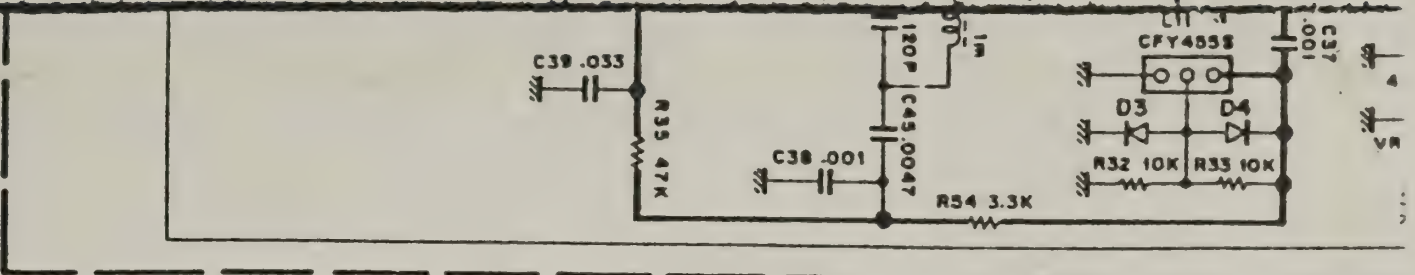 120P
CFY455S
C37
.001
C39 .033
4
D3
D4
R35 47K
C45.0047
VR
C38 .001
R32 10K
R33 10K
R54 3.3K